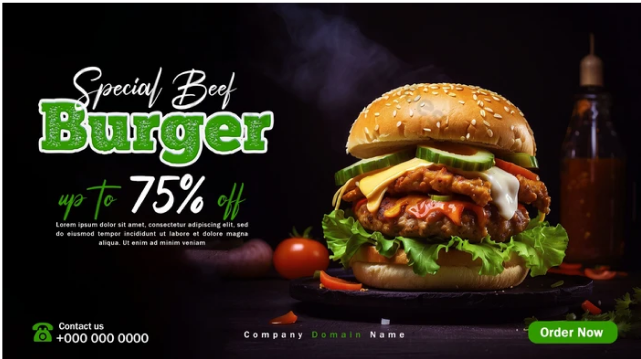 Special Beef
Burger
up to 75% off
Lorem ipsum dolor sit amet, consectetur adipiscing elit, sed
do eiusmod tempor incididunt ut labore et dolore magna
aliqua. Ut enim ad minim veniam
Contact us
+000 000 0000
Company Domain Name
Order Now